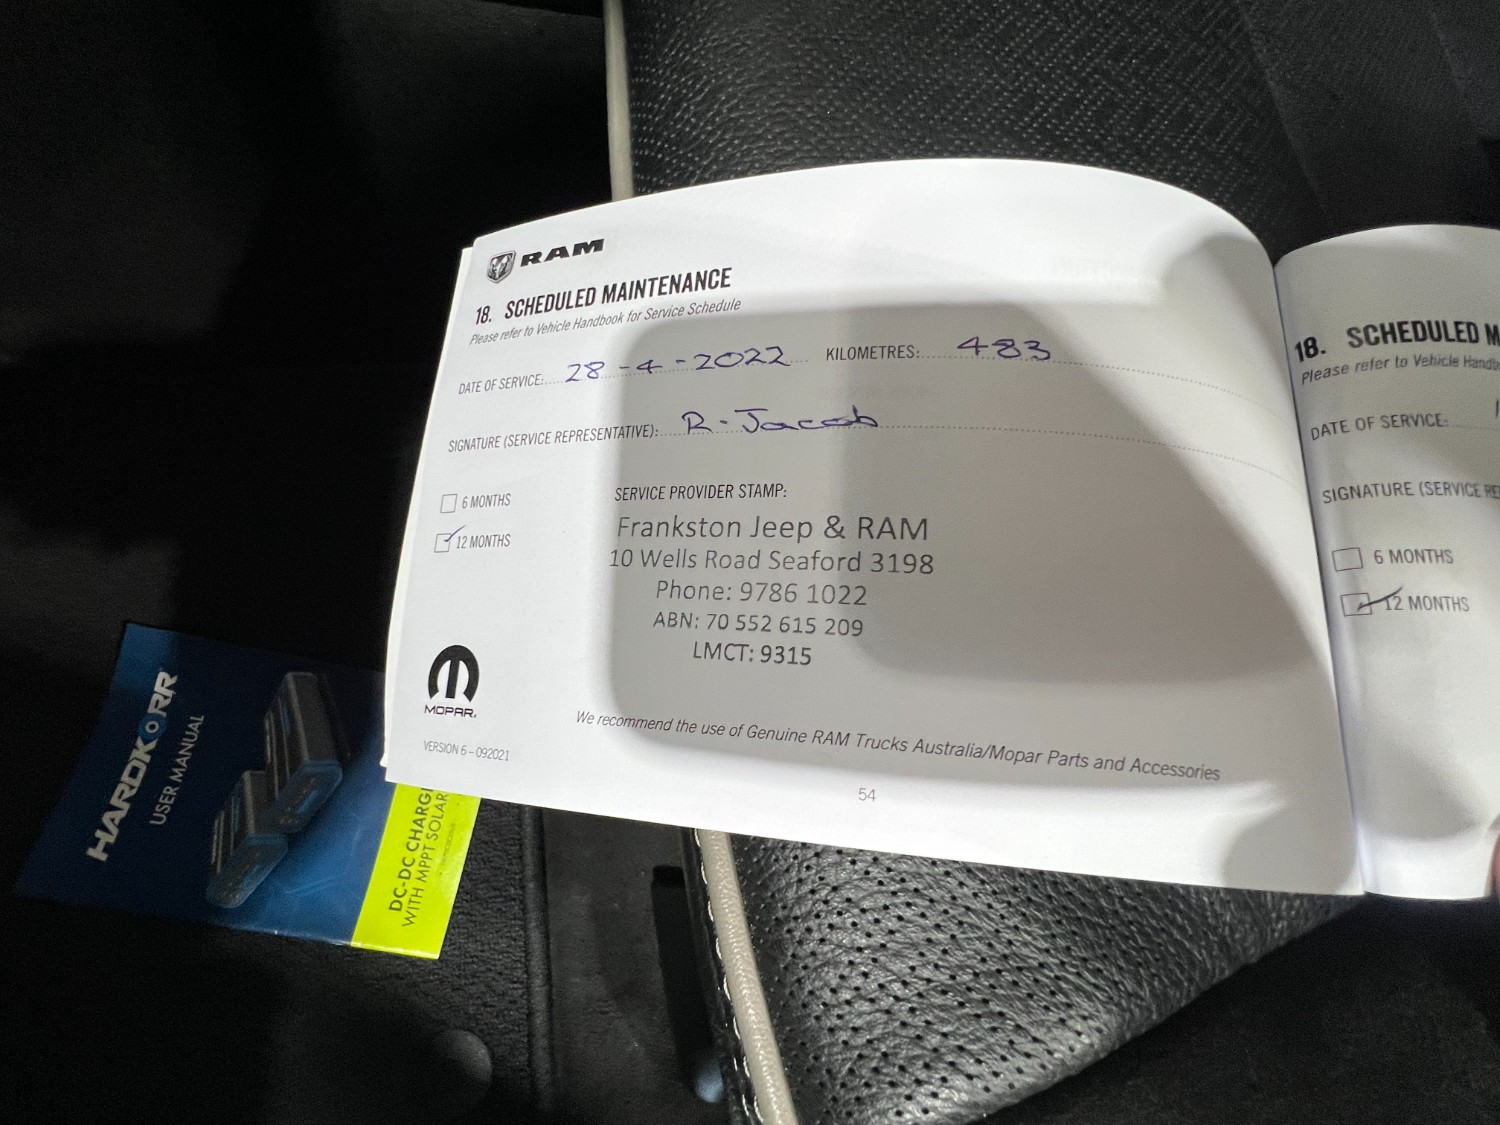 RAM
18. SCHEDULED MAINTENANCE
Please refer to Vehicle Handbook for Service Schedule
DATE OF SERVICE: 28-4-2022 KILOMETRES: 483
SIGNATURE (SERVICE REPRESENTATIVE): R. Jacob
6 MONTHS
12 MONTHS
SERVICE PROVIDER STAMP:
Frankston Jeep & RAM
10 Wells Road Seaford 3198
Phone: 9786 1022
ABN: 70 552 615 209
LMCT: 9315
MOPAR
VERSION 6 – 092021
We recommend the use of Genuine RAM Trucks Australia/Mopar Parts and Accessories
54
18. SCHEDULED M
Please refer to Vehicle Handb
DATE OF SERVICE:
SIGNATURE (SERVICE RE
6 MONTHS
12 MONTHS
HARDKORR
USER MANUAL
DC-DC CHARG
WITH MPPT SOLAR